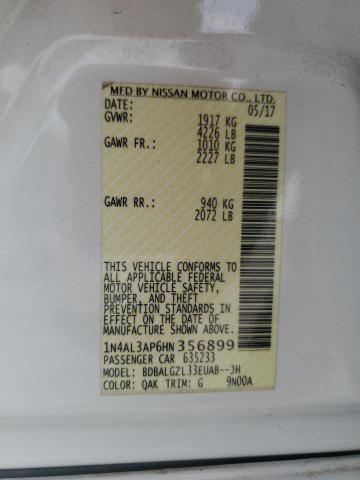 MFD BY NISSAN MOTOR CO., LTD.
DATE: 05/17
GVWR: 1917 KG
4226 LB
GAWR FR.: 1010 KG
2227 LB
GAWR RR.: 940 KG
2072 LB
THIS VEHICLE CONFORMS TO
ALL APPLICABLE FEDERAL
MOTOR VEHICLE SAFETY,
BUMPER, AND THEFT
PREVENTION STANDARDS IN
EFFECT ON THE DATE OF
MANUFACTURE SHOWN ABOVE.
1N4AL3AP6HN356899
PASSENGER CAR 635233
MODEL: BDBALGZL33EUAB--JH
COLOR: QAK TRIM: G 9N00A